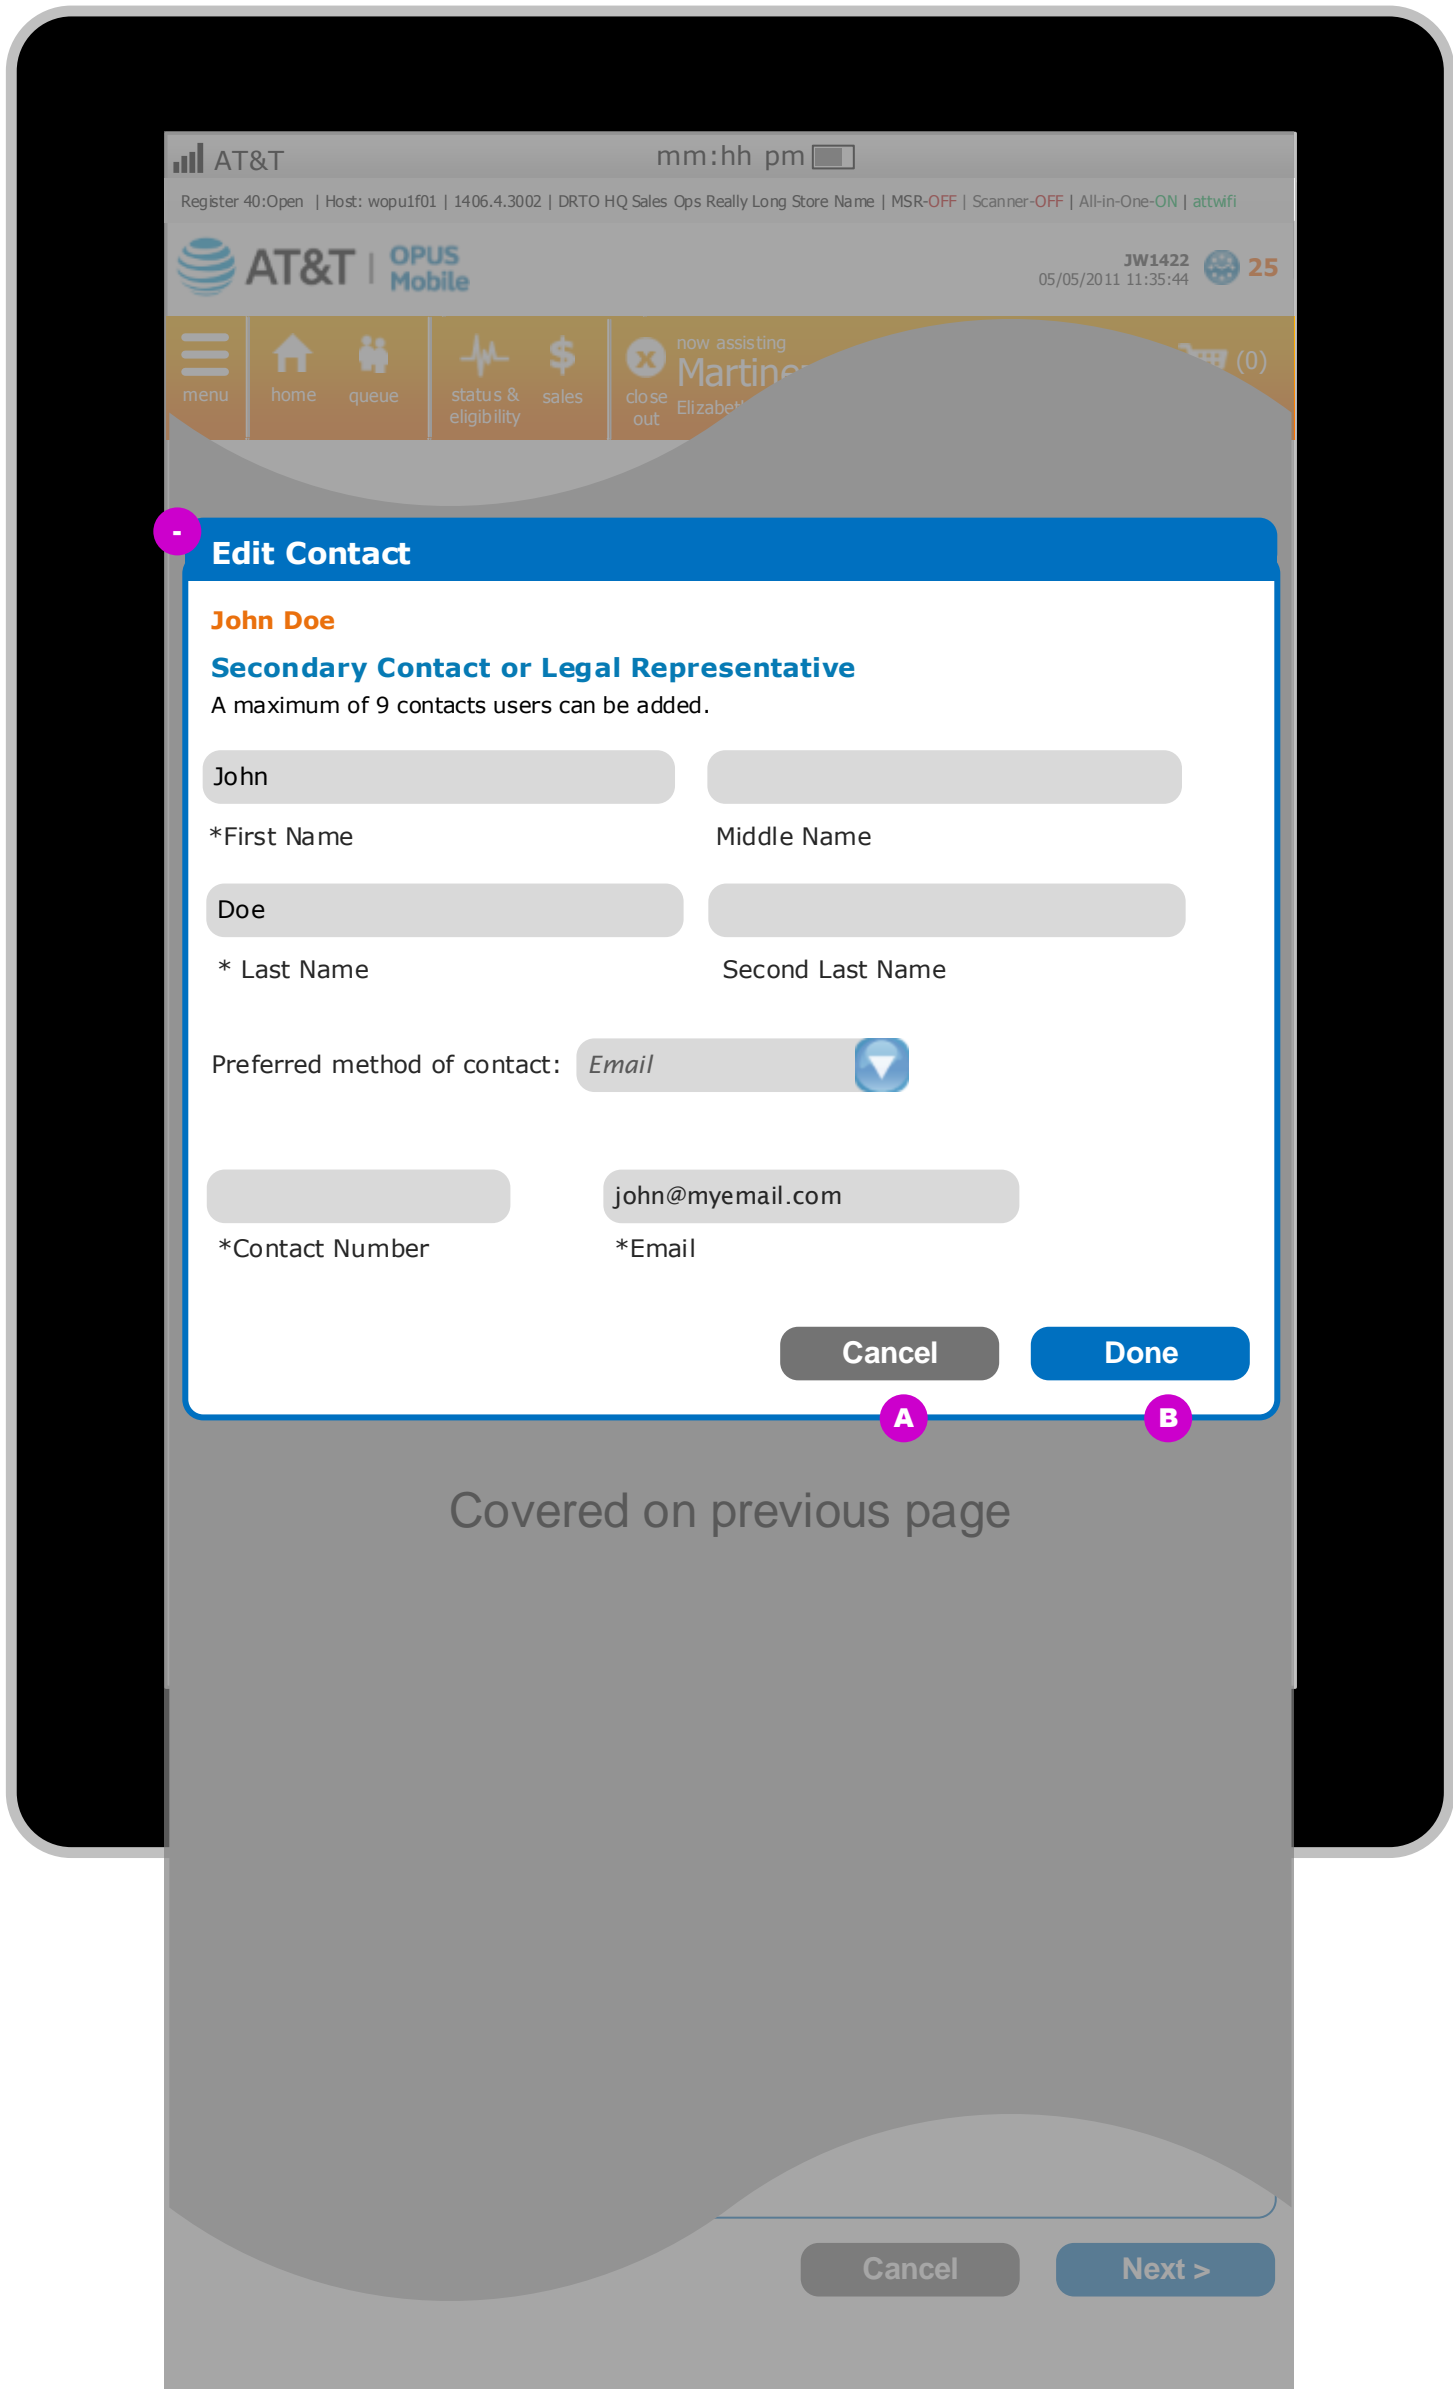 AT&T mm:hh pm
Register 40:Open | Host: wopu1f01 | 1406.4.3002 | DRTO HQ Sales Ops Really Long Store Name | MSR-OFF | Scanner-OFF | All-in-One-ON | attwifi
AT&T | OPUS Mobile
JW1422
05/05/2011 11:35:44
25
menu
home
queue
status &
eligibility
sales
close
out
now assisting
(0)
-
Edit Contact
John Doe
Secondary Contact or Legal Representative
A maximum of 9 contacts users can be added.
John
*First Name Middle Name
Doe
* Last Name Second Last Name
Preferred method of contact: Email
john@myemail.com
*Contact Number *Email
Cancel Done
A B
Covered on previous page
Cancel Next >